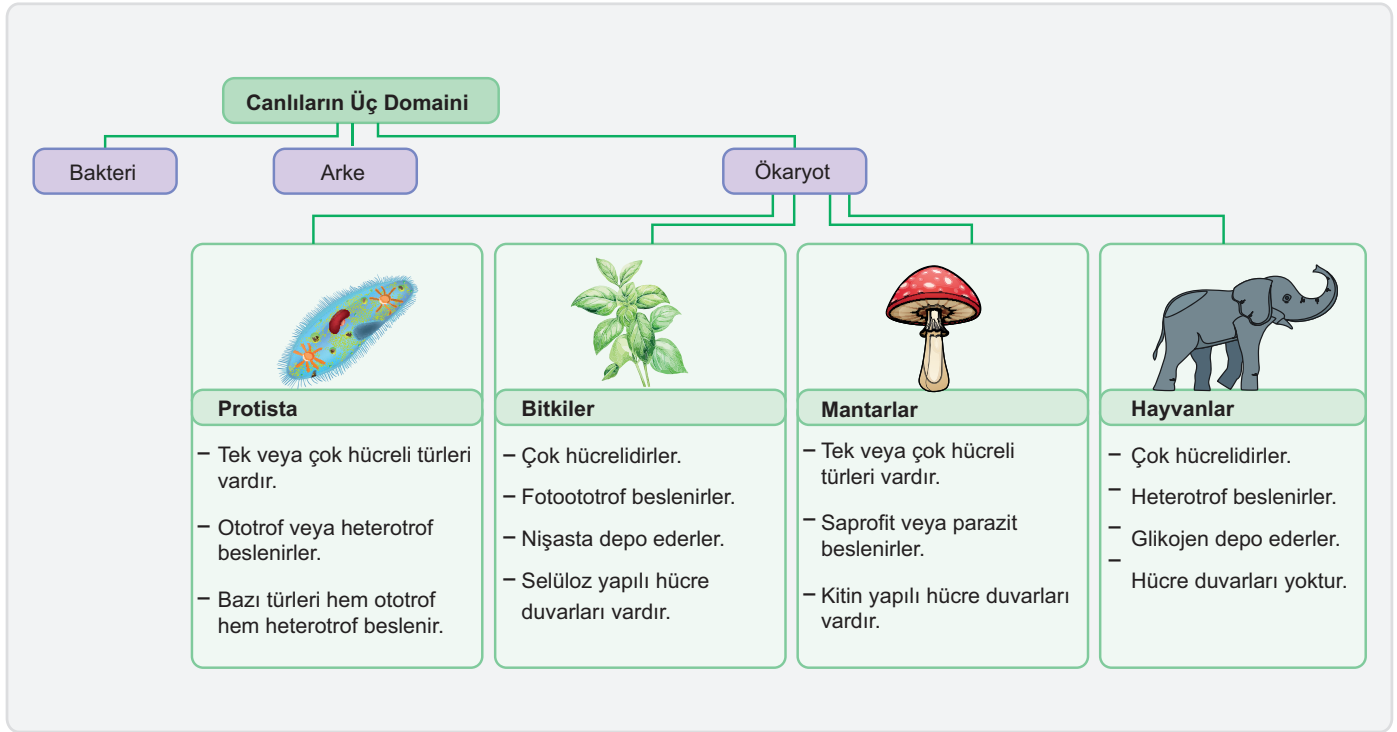 Canlıların Üç Domaini
Bakteri
Arke
Ökaryot
Protista
– Tek veya çok hücreli türleri
vardır.
– Ototrof veya heterotrof
beslenirler.
– Bazı türleri hem ototrof
hem heterotrof beslenir.
Bitkiler
– Çok hücrelidirler.
– Fotoototrof beslenirler.
– Nişasta depo ederler.
– Selüloz yapılı hücre
duvarları vardır.
Mantarlar
– Tek veya çok hücreli
türleri vardır.
– Saprofit veya parazit
beslenirler.
– Kitin yapılı hücre duvarları
vardır.
Hayvanlar
– Çok hücrelidirler.
– Heterotrof beslenirler.
– Glikojen depo ederler.
– Hücre duvarları yoktur.